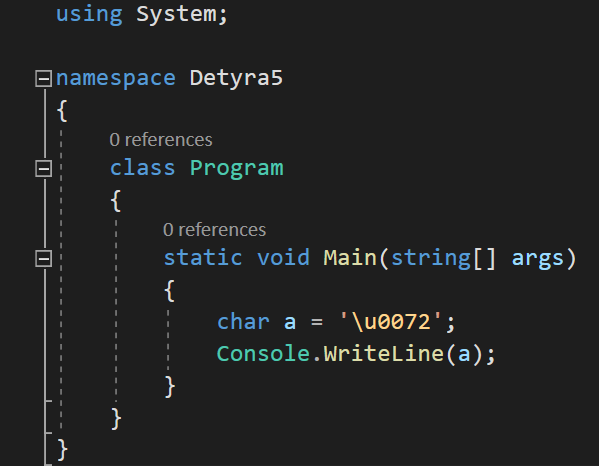 using System;
namespace Detyra5
{
0 references
class Program
{
0 references
static void Main(string[] args)
{
char a = '\u0072';
Console.WriteLine(a);
}
}
}